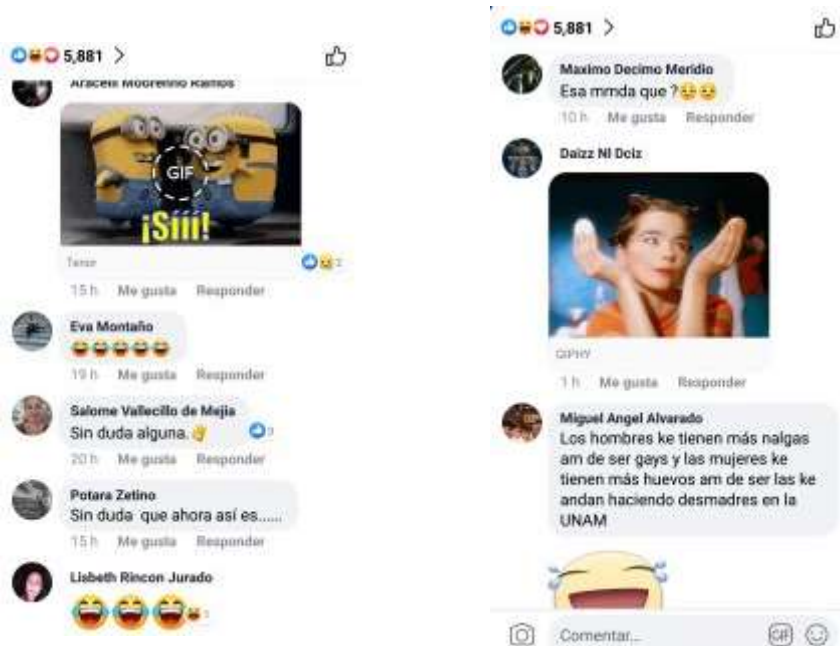 5,881 >
Araceli Moorenno Ramos
GIF
¡Síii!
Tenor
15 h Me gusta Responder
Eva Montaño
19 h Me gusta Responder
Salome Vallecillo de Mejia
Sin duda alguna.
3
20 h Me gusta Responder
Potara Zetino
Sin duda que ahora así es......
15 h Me gusta Responder
Lisbeth Rincon Jurado
5,881 >
Maximo Decimo Meridio
Esa mmda que ?
10 h Me gusta Responder
Daizz Ni Dciz
GIPHY
1 h Me gusta Responder
Miguel Angel Alvarado
Los hombres ke tienen más nalgas
am de ser gays y las mujeres ke
tienen más huevos am de ser las ke
andan haciendo desmadres en la
UNAM
Comentar...
GIF